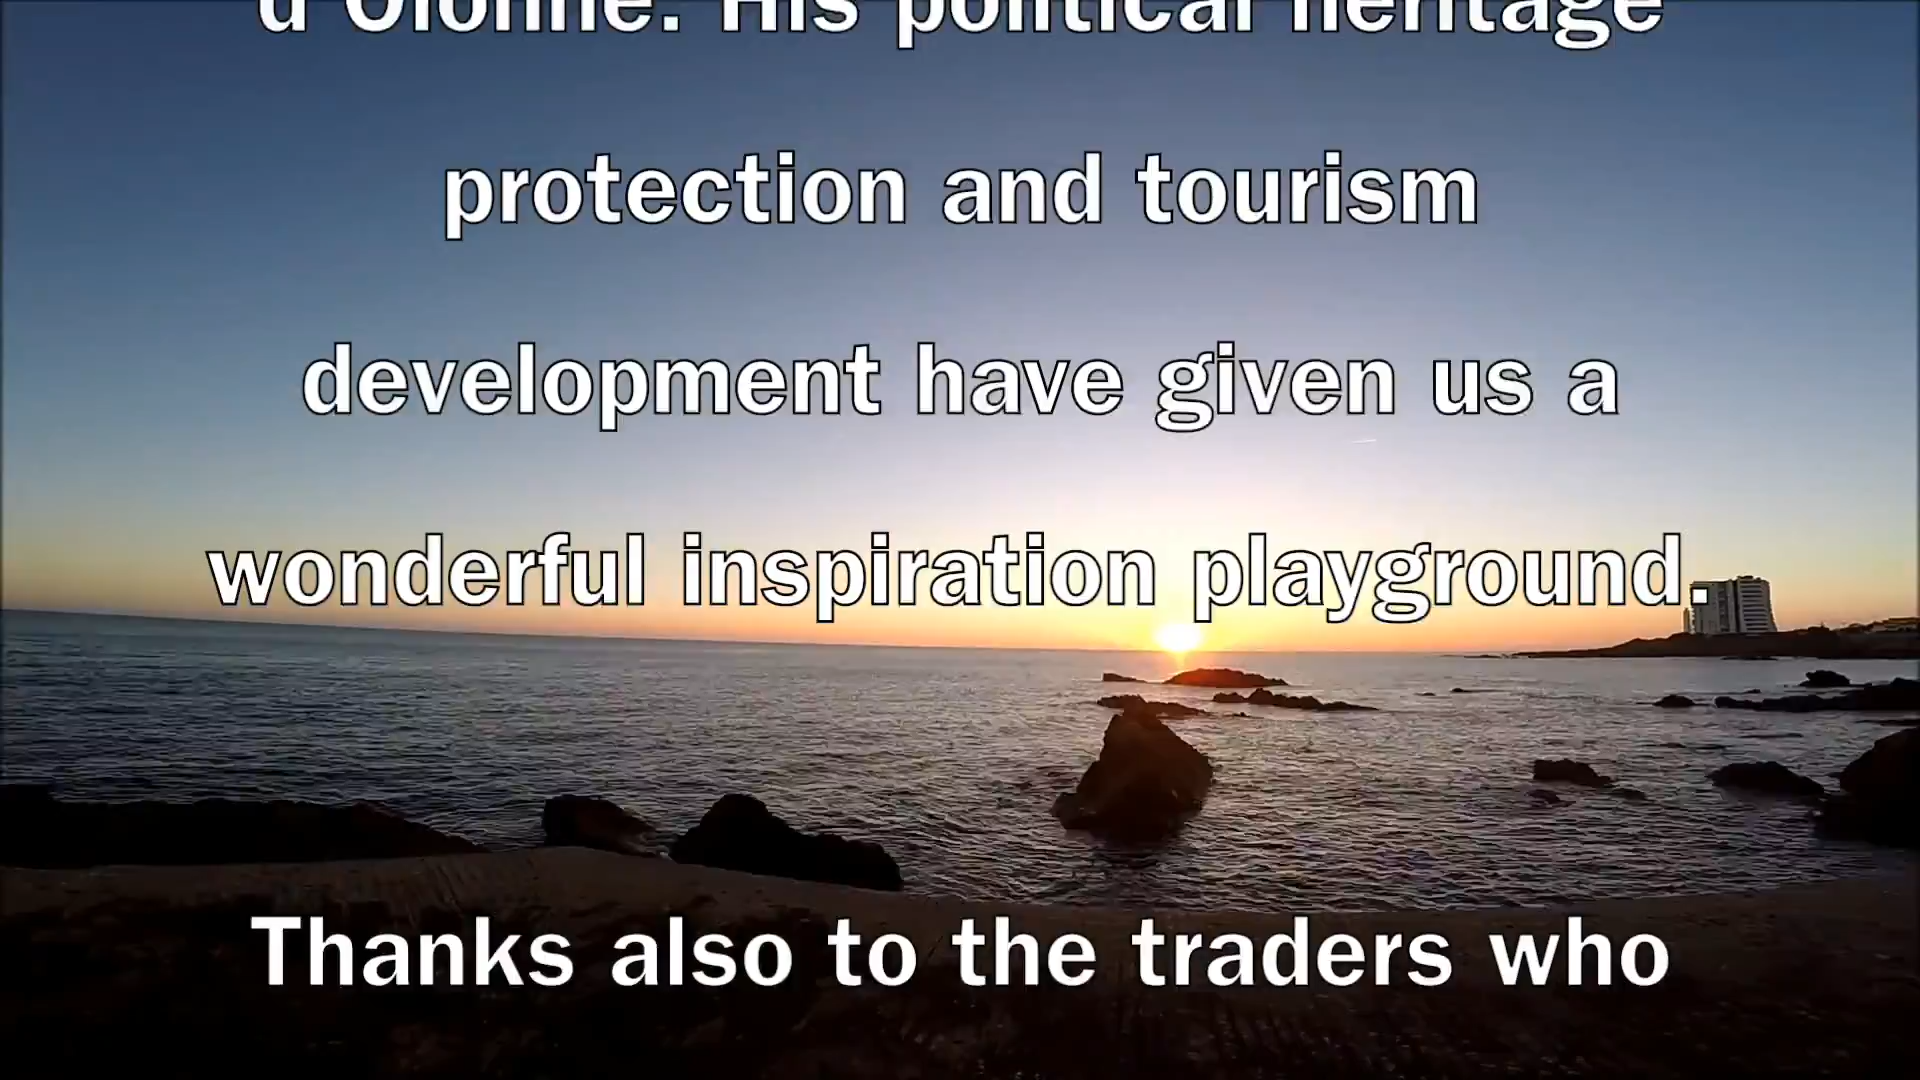 d'Olonne. His political heritage
protection and tourism
development have given us a
wonderful inspiration playground.
Thanks also to the traders who